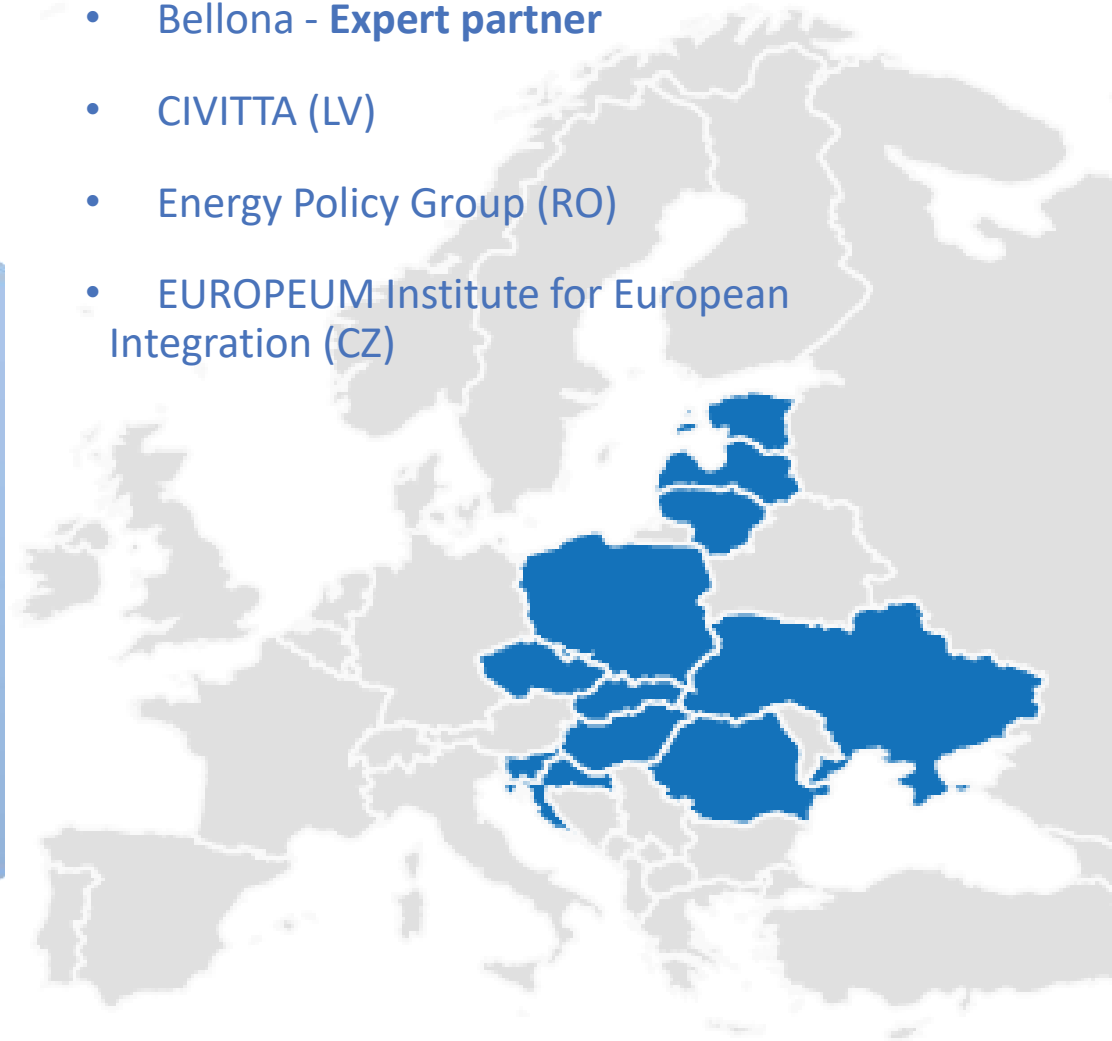 • Bellona - Expert partner
• CIVITTA (LV)
• Energy Policy Group (RO)
• EUROPEUM Institute for European
Integration (CZ)